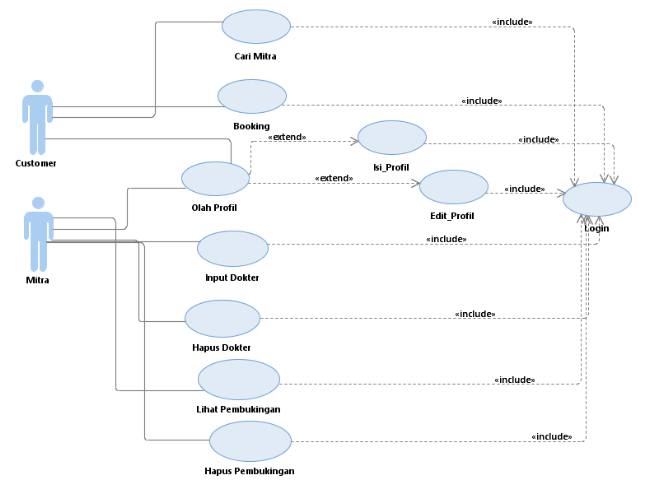 «include»
Cari Mitra
«include»
Booking
«extend»
«include»
Isi_Profil
Customer
«extend»
«include»
Olah Profil
Edit_Profil
Login
«include»
Input Dokter
Mitra
«include»
Hapus Dokter
«include»
Lihat Pembukingan
«include»
Hapus Pembukingan